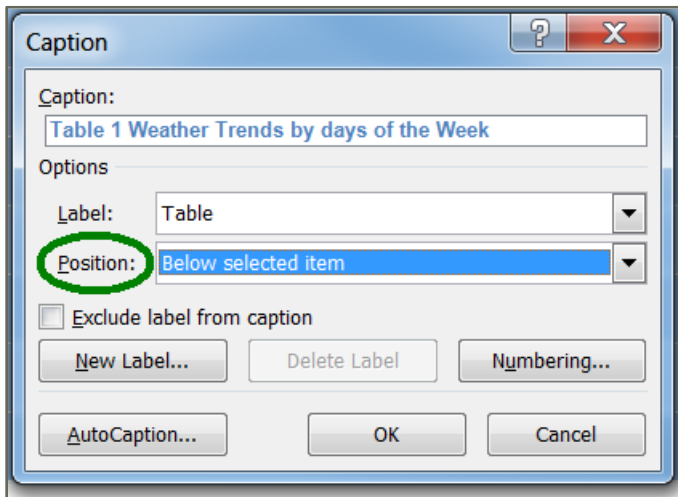 Caption
?
X
Caption:
Table 1 Weather Trends by days of the Week
Options
Label: Table
Position: Below selected item
Exclude label from caption
New Label... Delete Label Numbering...
AutoCaption... OK Cancel